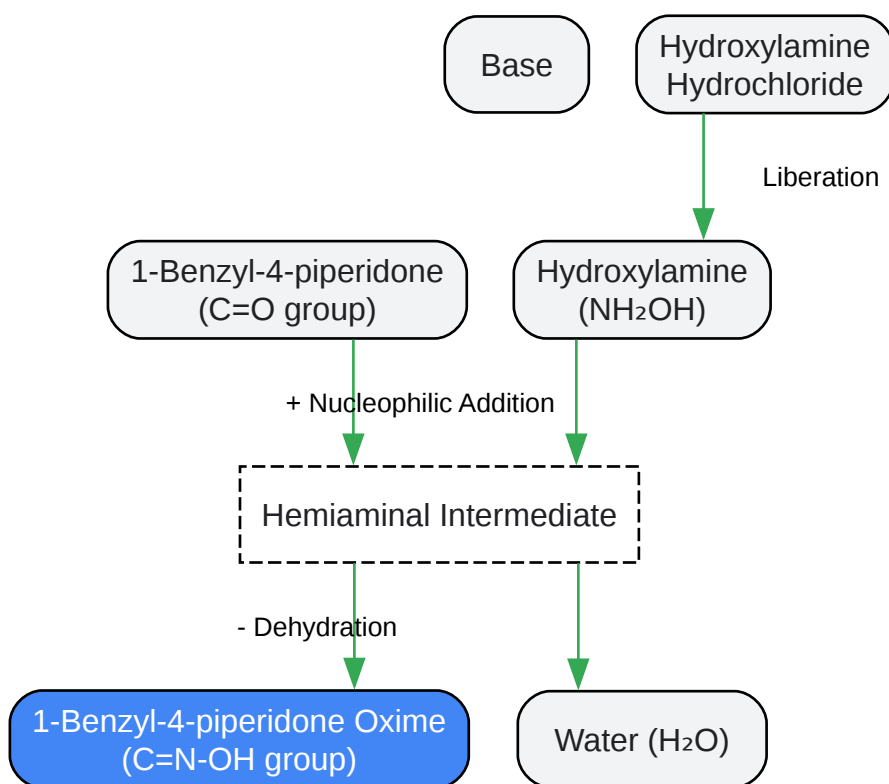 Base
Hydroxylamine
Hydrochloride
Liberation
1-Benzyl-4-piperidone
(C=O group)
Hydroxylamine
(NH₂OH)
+ Nucleophilic Addition
Hemiaminal Intermediate
- Dehydration
1-Benzyl-4-piperidone Oxime
(C=N-OH group)
Water (H₂O)